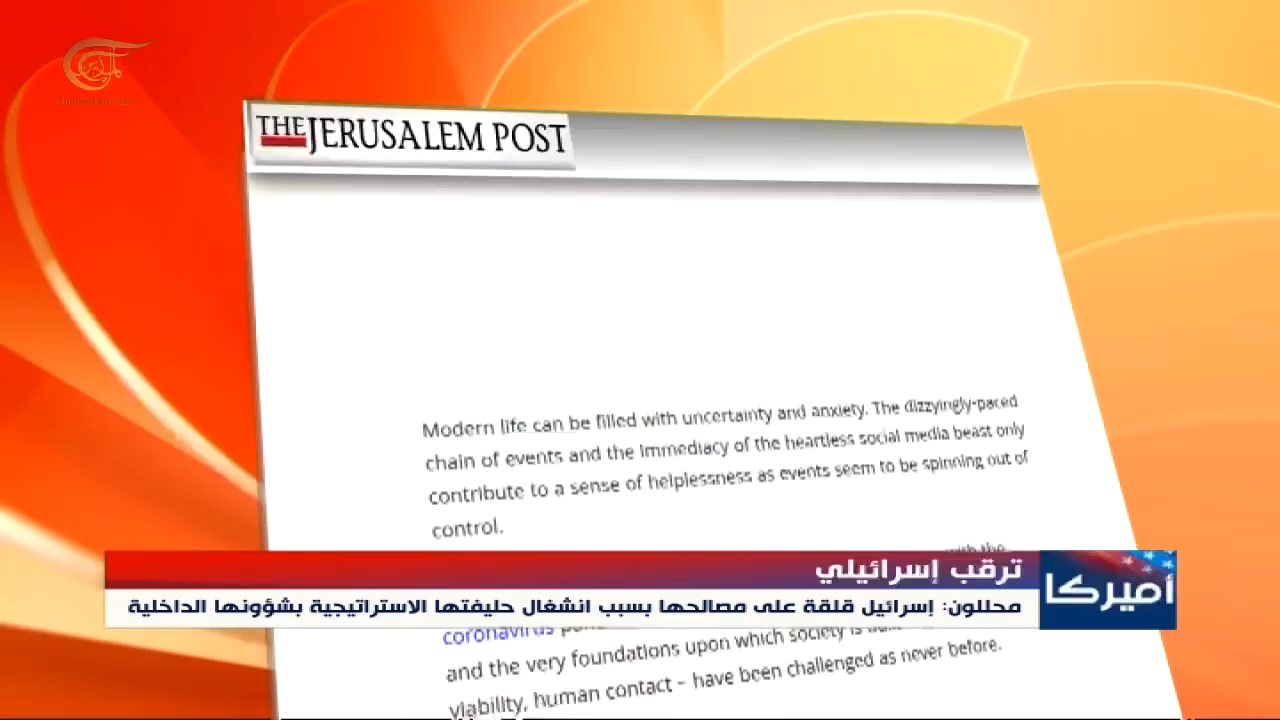 الميادين
THE JERUSALEM POST
Modern life can be filled with uncertainty and anxiety. The dizzyingly-paced
chain of events and the immediacy of the heartless social media beast only
contribute to a sense of helplessness as events seem to be spinning out of
control.
with the
ترقب إسرائيلي
أميركا
محللون: إسرائيل قلقة على مصالحها بسبب انشغال حليفتها الاستراتيجية بشؤونها الداخلية
coronavirus
and the very foundations upon which society is
viability, human contact – have been challenged as never before.